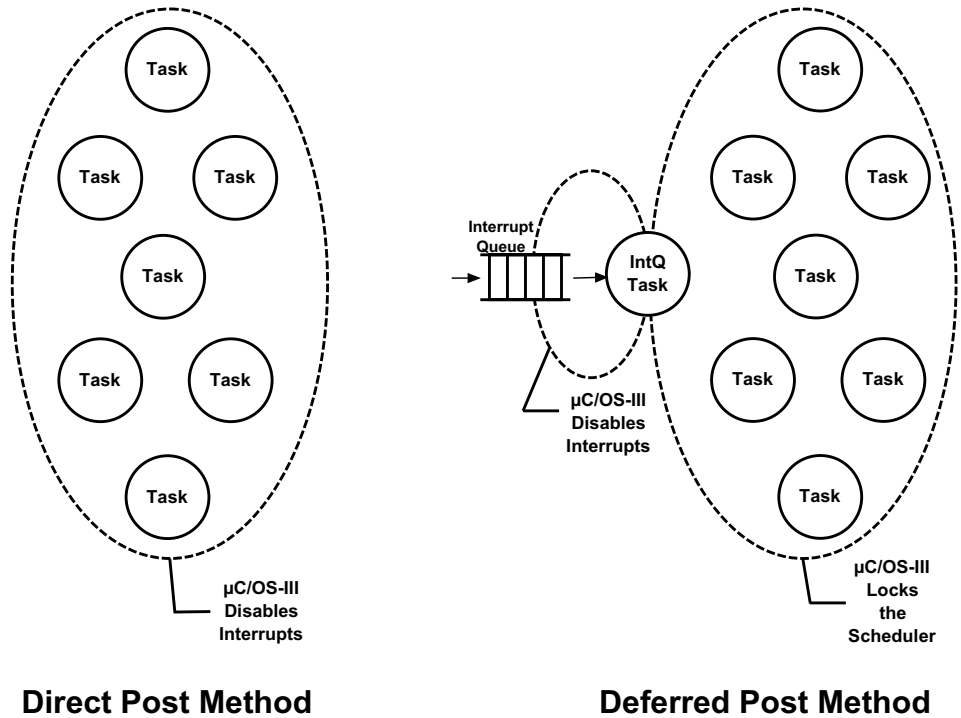 Task
Task
Task
Task
Task
Task
Task
µC/OS-III
Disables
Interrupts
Direct Post Method
Interrupt
Queue
IntQ
Task
µC/OS-III
Disables
Interrupts
Task
Task
Task
Task
Task
Task
Task
µC/OS-III
Locks
the
Scheduler
Deferred Post Method